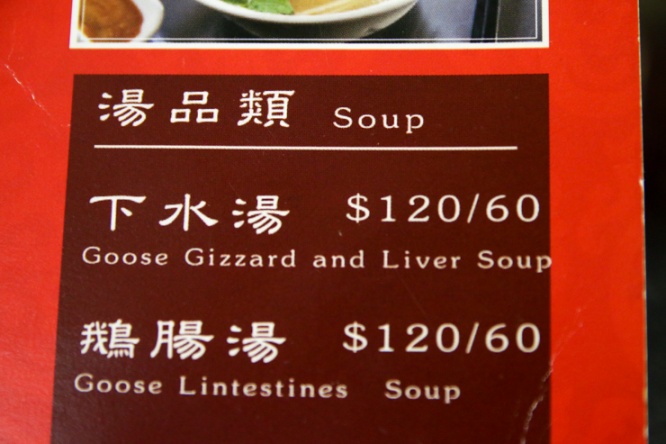 湯品類 Soup
下水湯 $120/60
Goose Gizzard and Liver Soup
鵝腸湯 $120/60
Goose Lintestines Soup